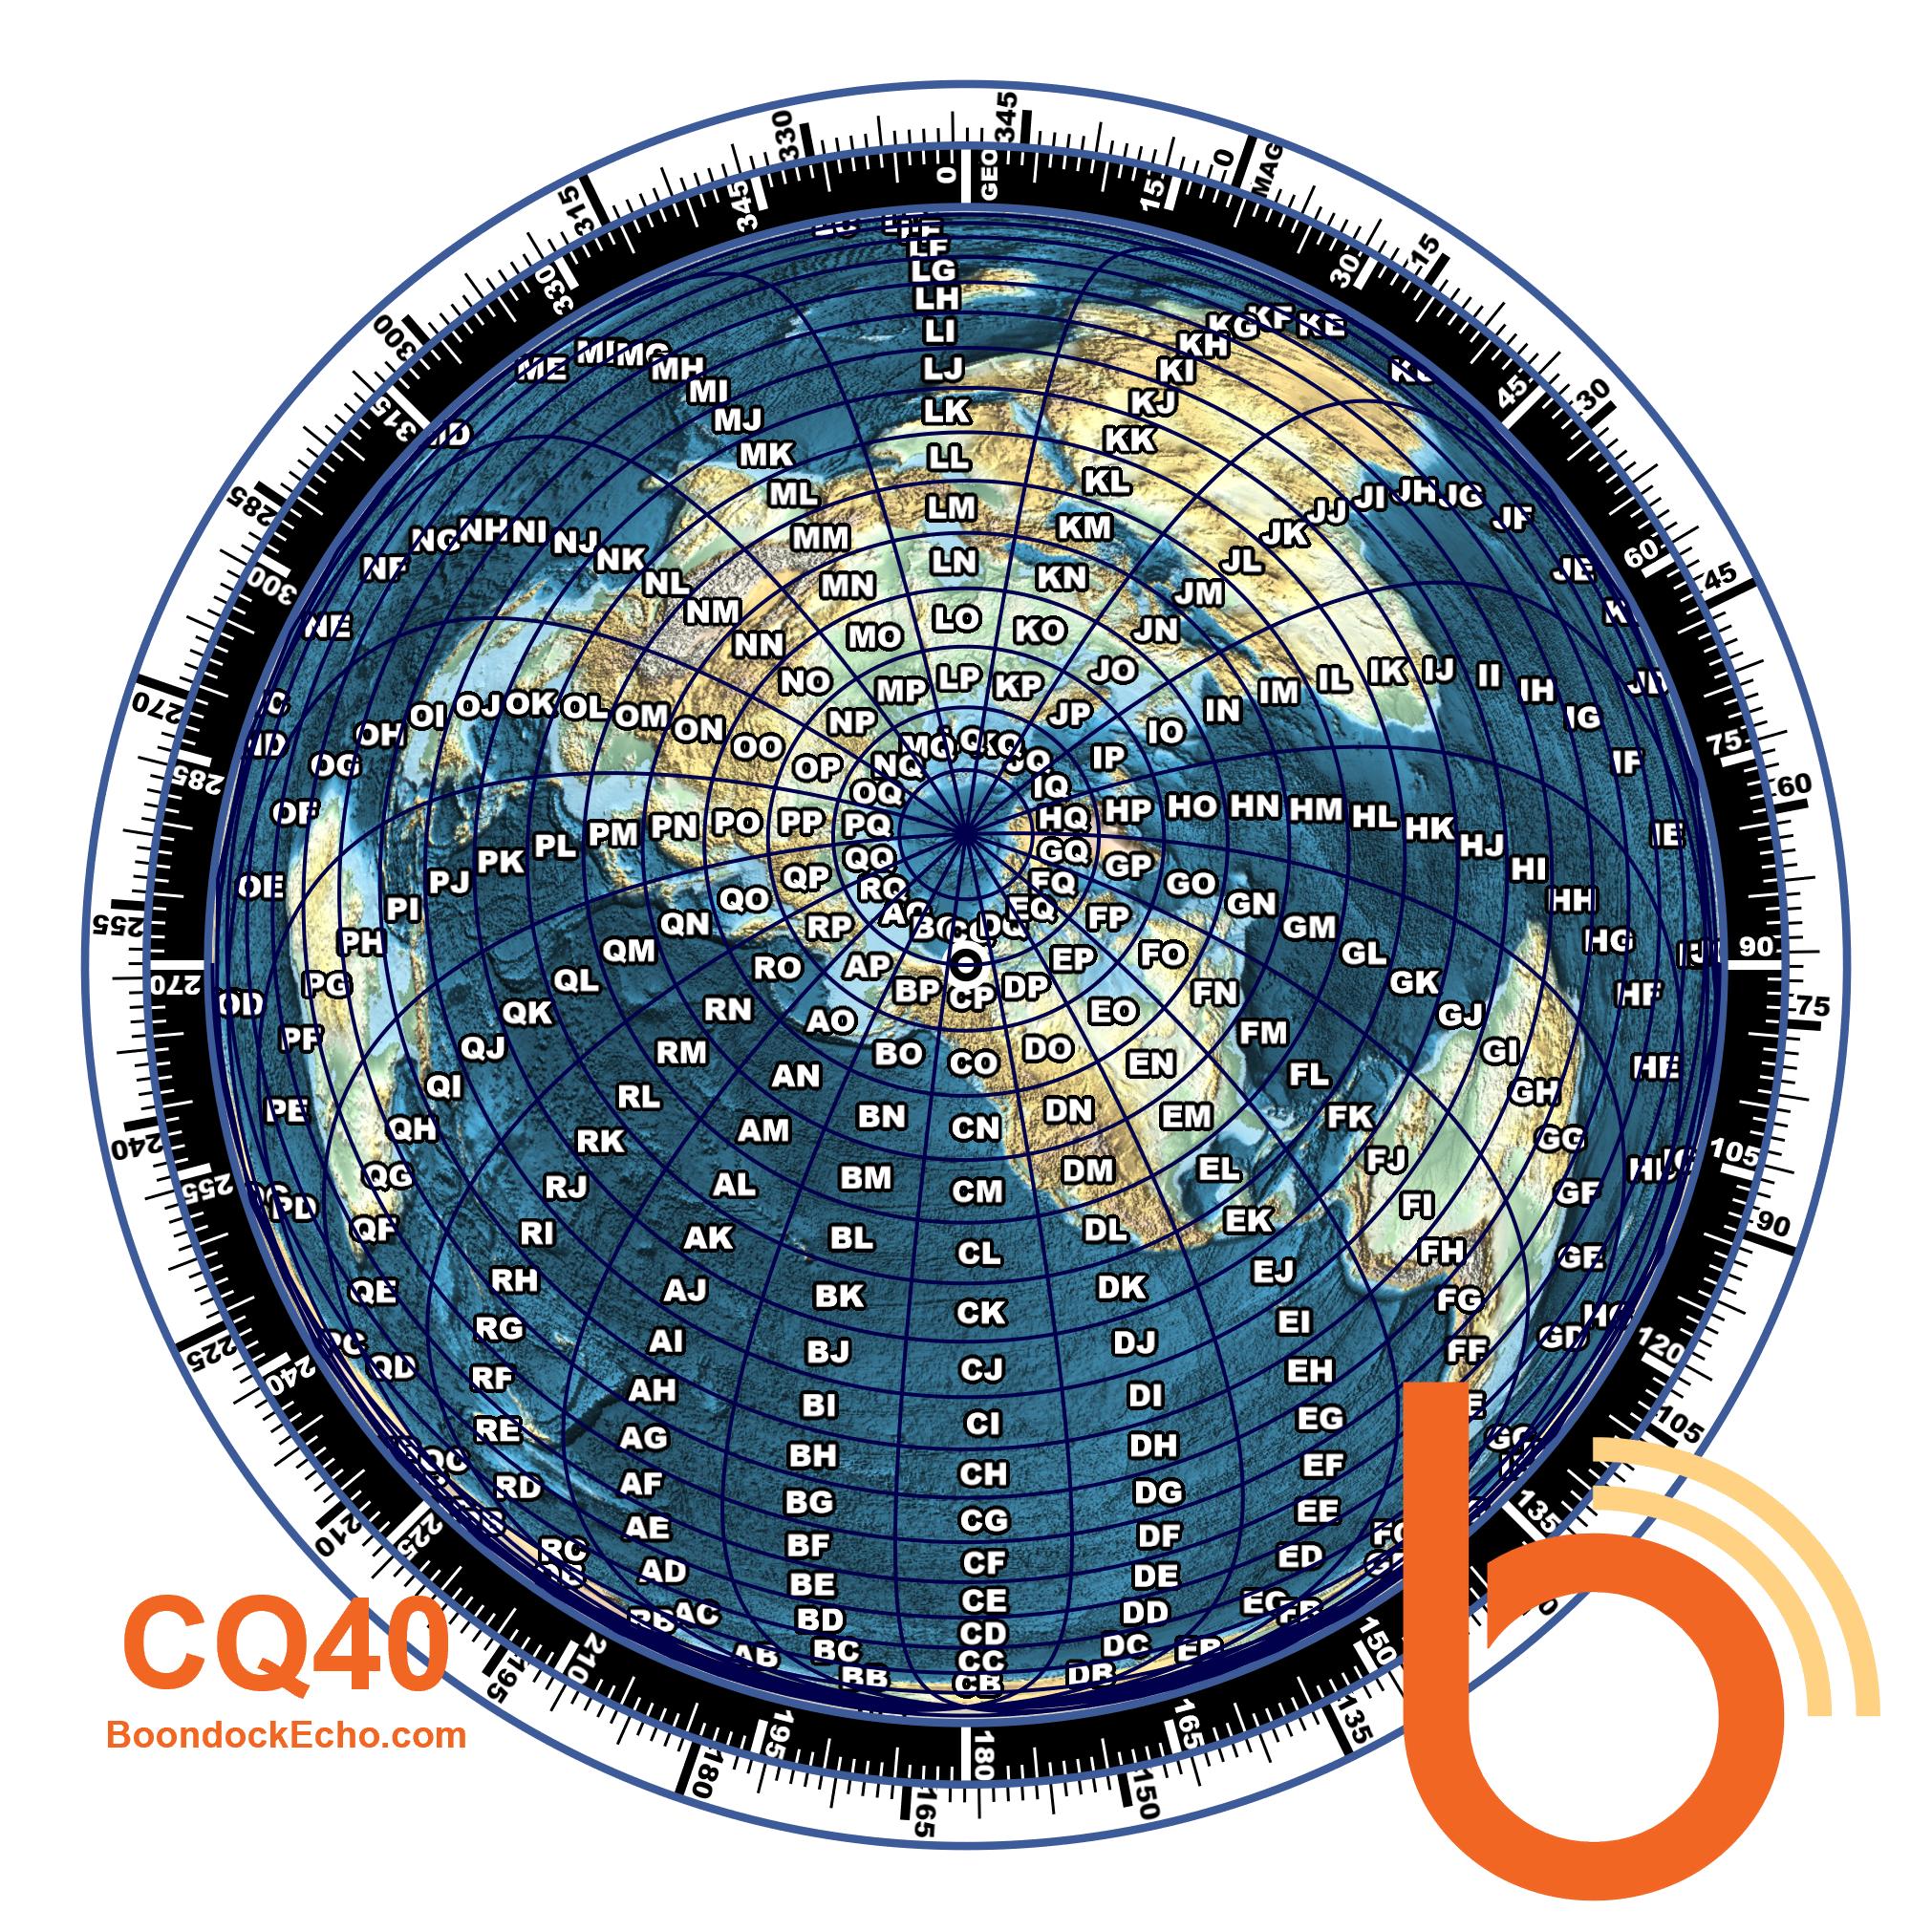 345
330
0
GEO
0
MAG
15
345
315
330
30
15
300
315
45
30
285
300
60
45
270
285
75
60
255
270
90
75
240
255
105
90
225
240
120
105
210
225
135
195
210
150
180
195
180
165
135
165
150
LF
LG
LH
LI
LJ
LK
LL
LM
LN
LO
LP
KG
KF
KE
KH
KI
KJ
KK
KL
KM
KN
KO
KP
ME
MH
MI
MJ
MK
ML
MM
MN
MO
MP
NE
NF
NG
NH
NI
NJ
NK
NL
NM
NN
NO
NP
NQ
JE
JF
JG
JH
JI
JJ
JK
JL
JM
JN
JO
JP
OD
OE
OF
OG
OH
OI
OJ
OK
OL
OM
ON
OO
OP
OQ
IE
IF
IG
IH
II
IJ
IK
IL
IM
IN
IO
IP
IQ
PD
PE
PF
PG
PH
PI
PJ
PK
PL
PM
PN
PO
PP
PQ
HQ
HP
HO
HN
HM
HL
HK
HJ
HI
HH
HG
HF
HE
QD
QE
QF
QG
QH
QI
QJ
QK
QL
QM
QN
QO
QP
QQ
GQ
GP
GO
GN
GM
GL
GK
GJ
GI
GH
GG
GF
GE
GD
RD
RE
RF
RG
RH
RI
RJ
RK
RL
RM
RN
RO
RP
RQ
FQ
FP
FO
FN
FM
FL
FK
FJ
FI
FH
FG
FF
AB
AC
AD
AE
AF
AG
AH
AI
AJ
AK
AL
AM
AN
AO
AP
EQ
EP
EO
EN
EM
EL
EK
EJ
EI
EH
EG
EF
EE
ED
BB
BC
BD
BE
BF
BG
BH
BI
BJ
BK
BL
BM
BN
BO
BP
DP
DO
DN
DM
DL
DK
DJ
DI
DH
DG
DF
DE
DD
DC
DB
CP
CO
CN
CM
CL
CK
CJ
CI
CH
CG
CF
CE
CD
CC
CB
CQ40
BoondockEcho.com
b